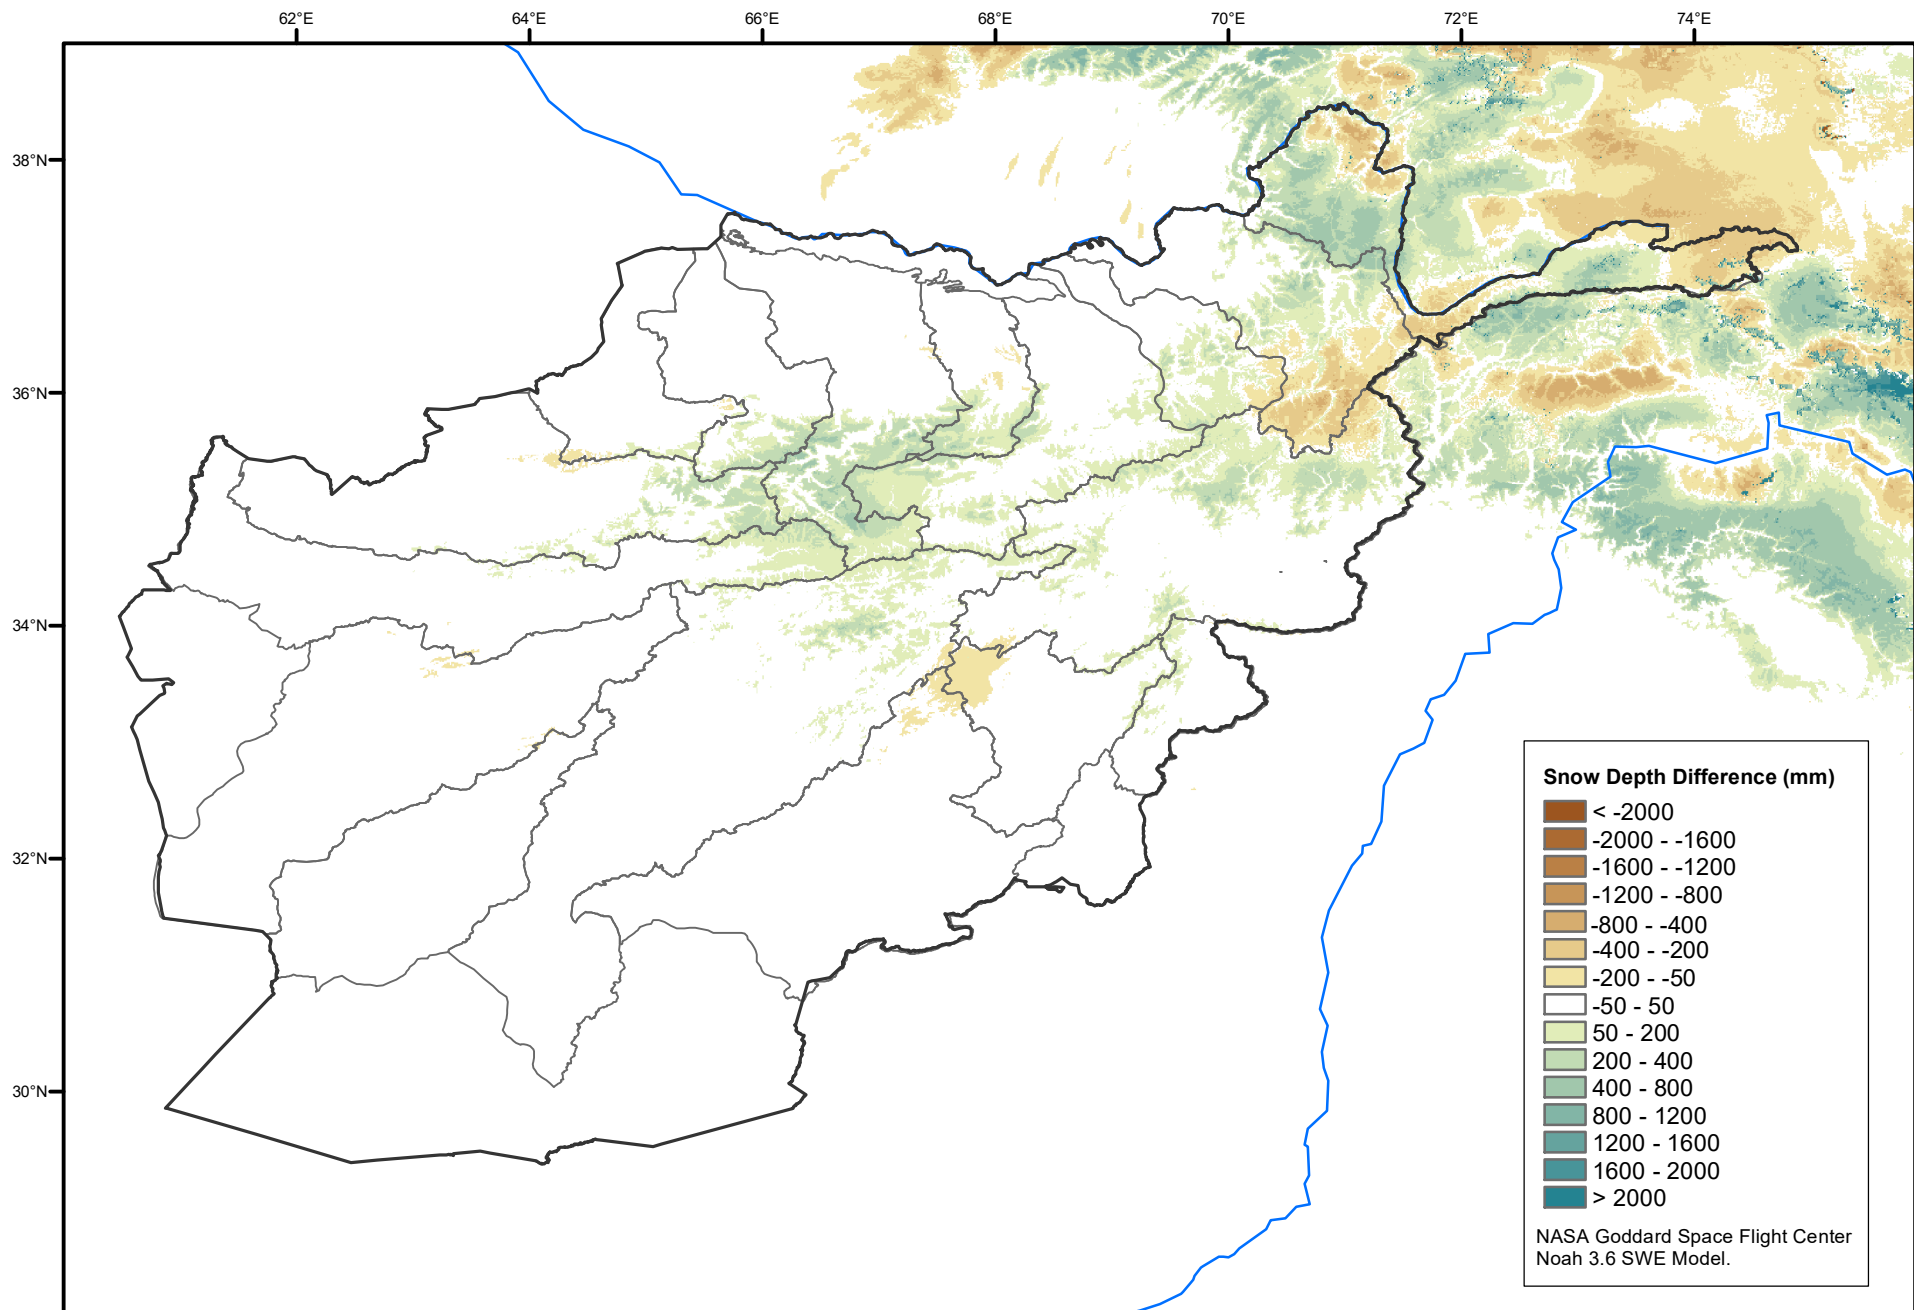 62°E 64°E 66°E 68°E 70°E 72°E 74°E
38°N
36°N
34°N
32°N
30°N
Snow Depth Difference (mm)
< -2000
-2000 - -1600
-1600 - -1200
-1200 - -800
-800 - -400
-400 - -200
-200 - -50
-50 - 50
50 - 200
200 - 400
400 - 800
800 - 1200
1200 - 1600
1600 - 2000
> 2000
NASA Goddard Space Flight Center
Noah 3.6 SWE Model.